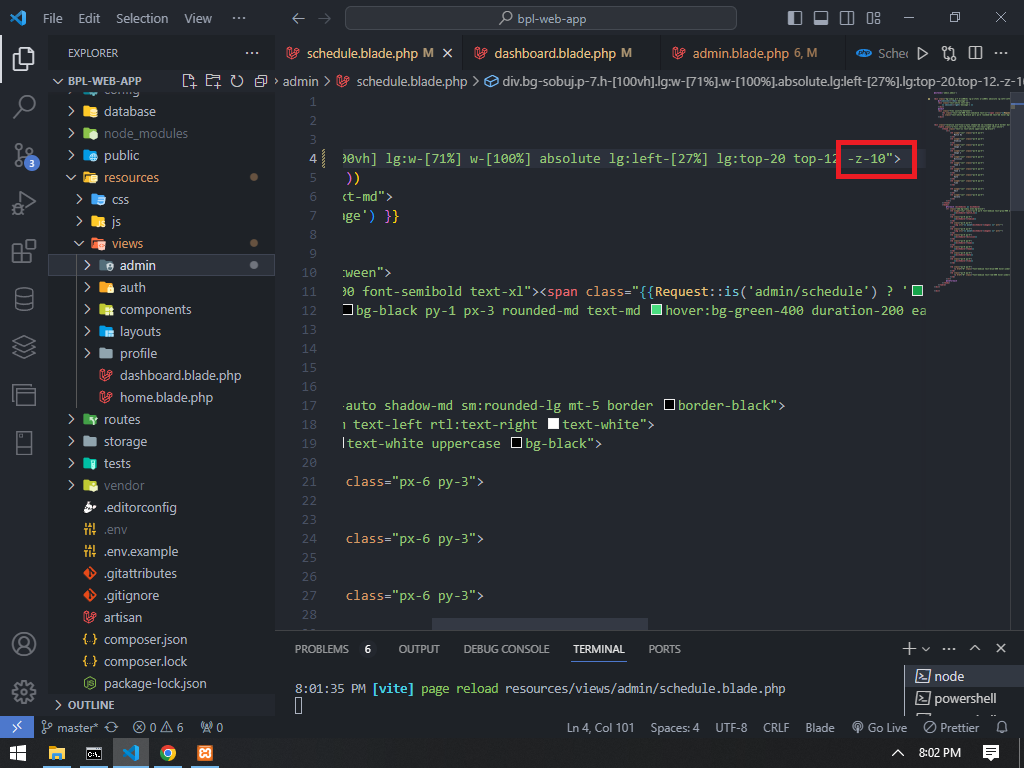 File Edit Selection View ··· bpl-web-app
EXPLORER ···
BPL-WEB-APP
config
database
node_modules
public
resources
css
js
views
admin
auth
components
layouts
profile
dashboard.blade.php
home.blade.php
routes
storage
tests
vendor
.editorconfig
.env
.env.example
.gitattributes
.gitignore
artisan
composer.json
composer.lock
package-lock.json
OUTLINE
schedule.blade.php M dashboard.blade.php M admin.blade.php 6, M Sche
admin > schedule.blade.php > div.bg-sobuj.p-7.h-[100vh].lg:w-[71%].w-[100%].absolute.lg:left-[27%].lg:top-20.top-12.-z-10
1
2
3
4 00vh] lg:w-[71%] w-[100%] absolute lg:left-[27%] lg:top-20 top-12 -z-10">
5 ))
6 xt-md">
7 age') }}
8
9
10 tween">
11 00 font-semibold text-xl"><span class="{{Request::is('admin/schedule') ? '
12 bg-black py-1 px-3 rounded-md text-md hover:bg-green-400 duration-200 ea
13
14
15
16
17 -auto shadow-md sm:rounded-lg mt-5 border border-black">
18 text-left rtl:text-right text-white">
19 text-white uppercase bg-black">
20
21 class="px-6 py-3">
22
23
24 class="px-6 py-3">
25
26
27 class="px-6 py-3">
28
PROBLEMS 6 OUTPUT DEBUG CONSOLE TERMINAL PORTS
8:01:35 PM [vite] page reload resources/views/admin/schedule.blade.php
node
powershell
master* 0 6 0 Ln 4, Col 101 Spaces: 4 UTF-8 CRLF Blade Go Live Prettier
3
8:02 PM